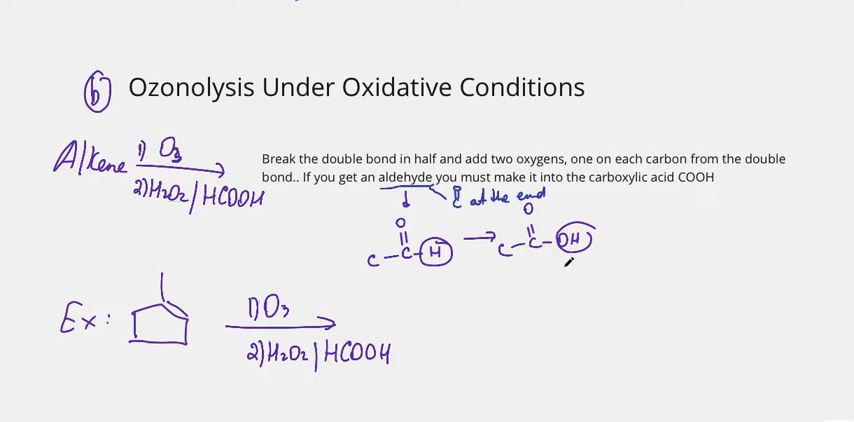 6 Ozonolysis Under Oxidative Conditions
Alkene 1) O3
2) H2O2 / HCOOH
Break the double bond in half and add two oxygens, one on each carbon from the double
bond.. If you get an aldehyde you must make it into the carboxylic acid COOH
at the end
O O
C - C - H → C - C - OH
Ex: 1) O3
2) H2O2 | HCOOH